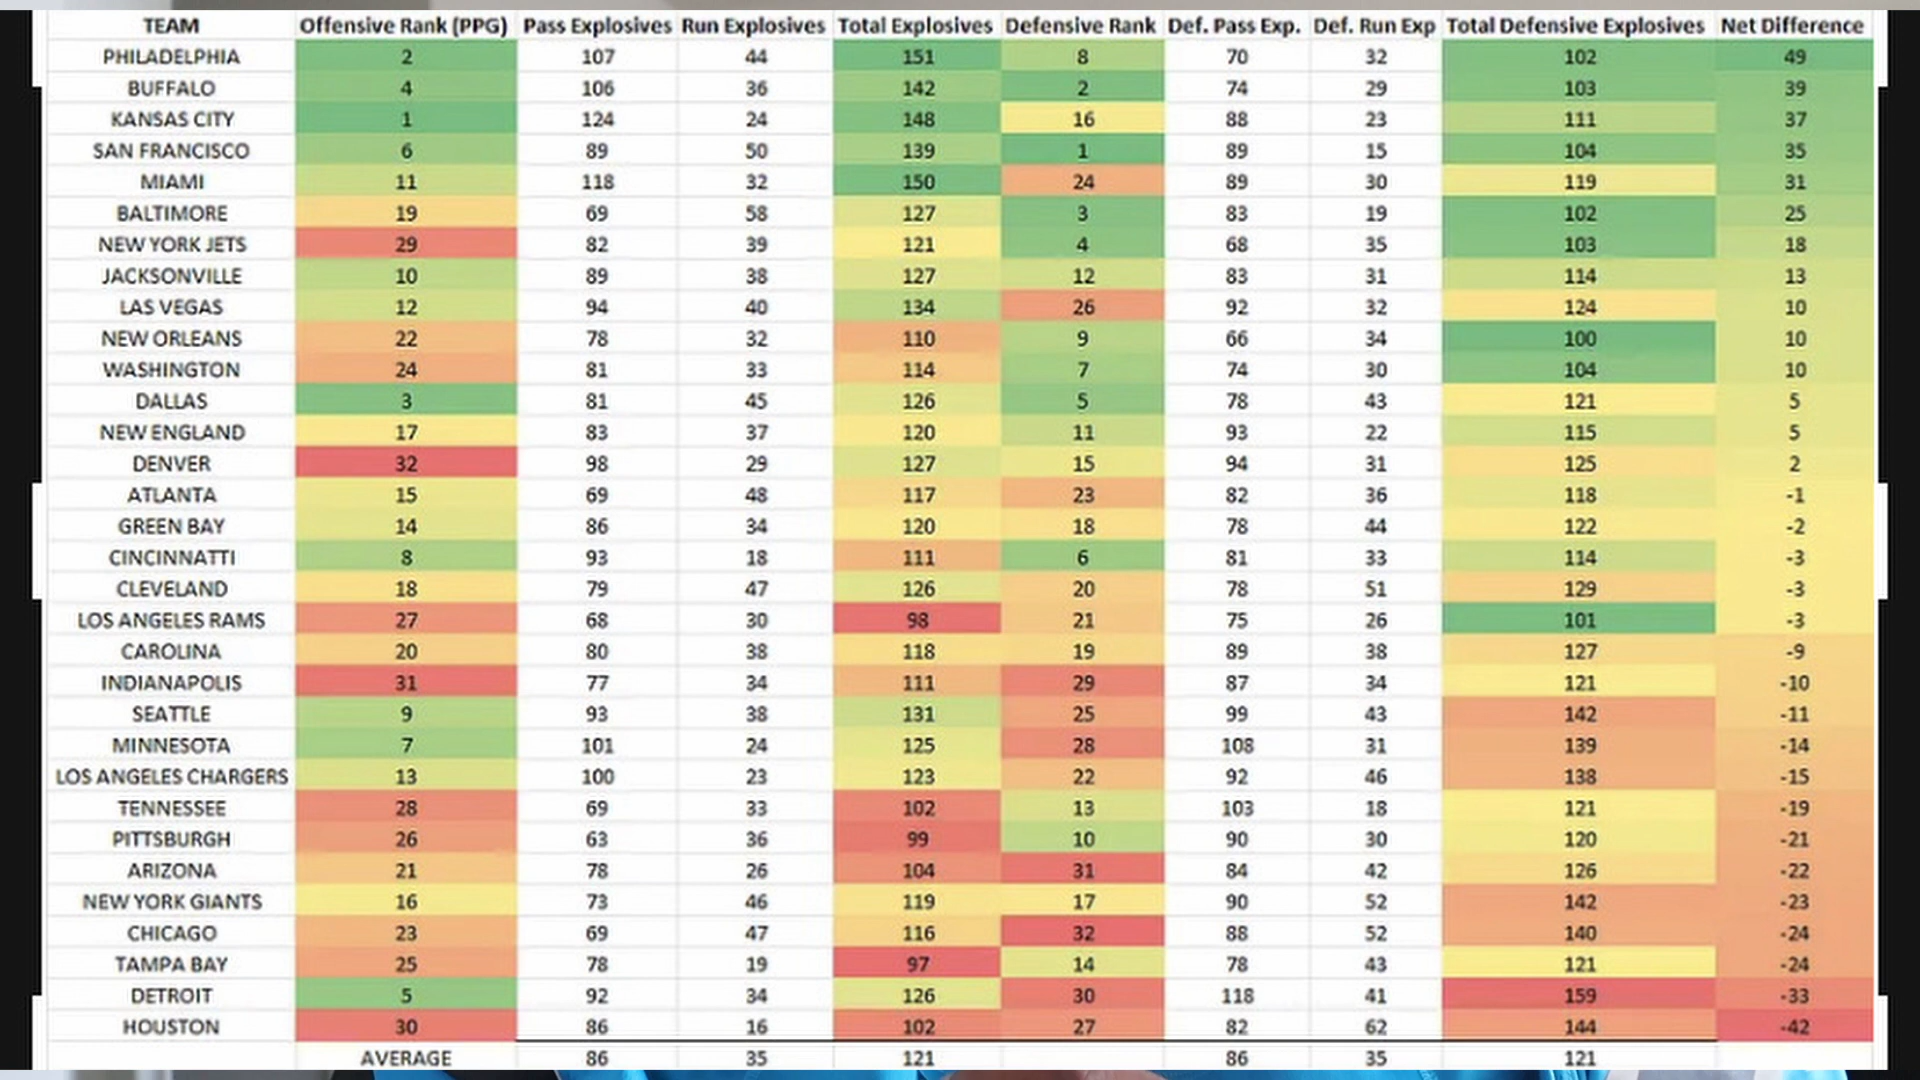 TEAM Offensive Rank (PPG) Pass Explosives Run Explosives Total Explosives Defensive Rank Def. Pass Exp. Def. Run Exp Total Defensive Explosives Net Difference
PHILADELPHIA 2 107 44 151 8 70 32 102 49
BUFFALO 4 106 36 142 2 74 29 103 39
KANSAS CITY 1 124 24 148 16 88 23 111 37
SAN FRANCISCO 6 89 50 139 1 89 15 104 35
MIAMI 11 118 32 150 24 89 30 119 31
BALTIMORE 19 69 58 127 3 83 19 102 25
NEW YORK JETS 29 82 39 121 4 68 35 103 18
JACKSONVILLE 10 89 38 127 12 83 31 114 13
LAS VEGAS 12 94 40 134 26 92 32 124 10
NEW ORLEANS 22 78 32 110 9 66 34 100 10
WASHINGTON 24 81 33 114 7 74 30 104 10
DALLAS 3 81 45 126 5 78 43 121 5
NEW ENGLAND 17 83 37 120 11 93 22 115 5
DENVER 32 98 29 127 15 94 31 125 2
ATLANTA 15 69 48 117 23 82 36 118 -1
GREEN BAY 14 86 34 120 18 78 44 122 -2
CINCINNATTI 8 93 18 111 6 81 33 114 -3
CLEVELAND 18 79 47 126 20 78 51 129 -3
LOS ANGELES RAMS 27 68 30 98 21 75 26 101 -3
CAROLINA 20 80 38 118 19 89 38 127 -9
INDIANAPOLIS 31 77 34 111 29 87 34 121 -10
SEATTLE 9 93 38 131 25 99 43 142 -11
MINNESOTA 7 101 24 125 28 108 31 139 -14
LOS ANGELES CHARGERS 13 100 23 123 22 92 46 138 -15
TENNESSEE 28 69 33 102 13 103 18 121 -19
PITTSBURGH 26 63 36 99 10 90 30 120 -21
ARIZONA 21 78 26 104 31 84 42 126 -22
NEW YORK GIANTS 16 73 46 119 17 90 52 142 -23
CHICAGO 23 69 47 116 32 88 52 140 -24
TAMPA BAY 25 78 19 97 14 78 43 121 -24
DETROIT 5 92 34 126 30 118 41 159 -33
HOUSTON 30 86 16 102 27 82 62 144 -42
AVERAGE 86 35 121 86 35 121